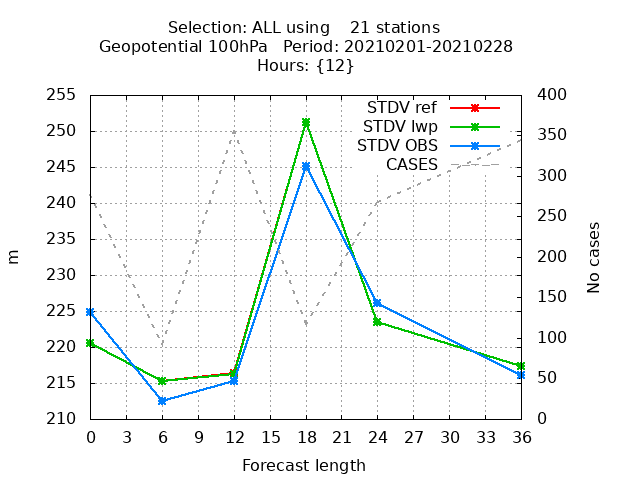 Selection: ALL using    21 stations
Geopotential 100hPa   Period: 20210201-20210228
Hours: {12}
255 400
STDV ref
250 350
STDV lwp
STDV OBS
245 300
CASES
240 250
235
m
230 200
No cases
225 150
220 100
215 50
210 0
0 3 6 9 12 15 18 21 24 27 30 33 36
Forecast length